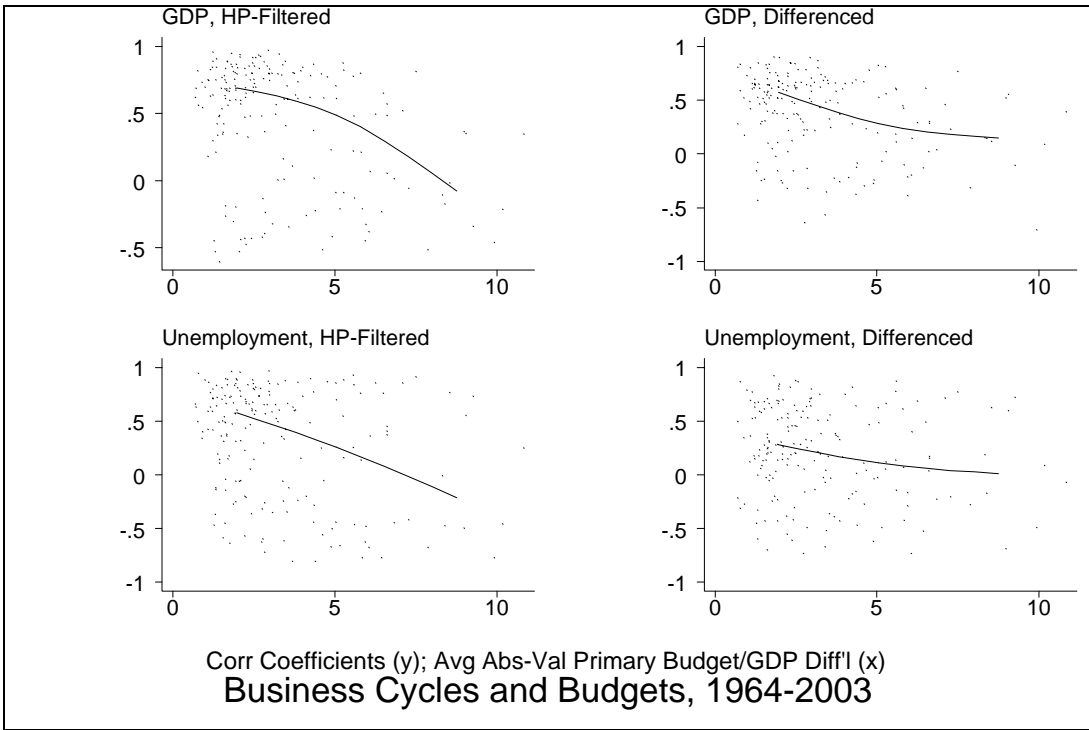 GDP, HP-Filtered
1
.5
0
-.5
0 5 10
GDP, Differenced
1
.5
0
-.5
-1
0 5 10
Unemployment, HP-Filtered
1
.5
0
-.5
-1
0 5 10
Unemployment, Differenced
1
.5
0
-.5
-1
0 5 10
Corr Coefficients (y); Avg Abs-Val Primary Budget/GDP Diff'l (x)
Business Cycles and Budgets, 1964-2003